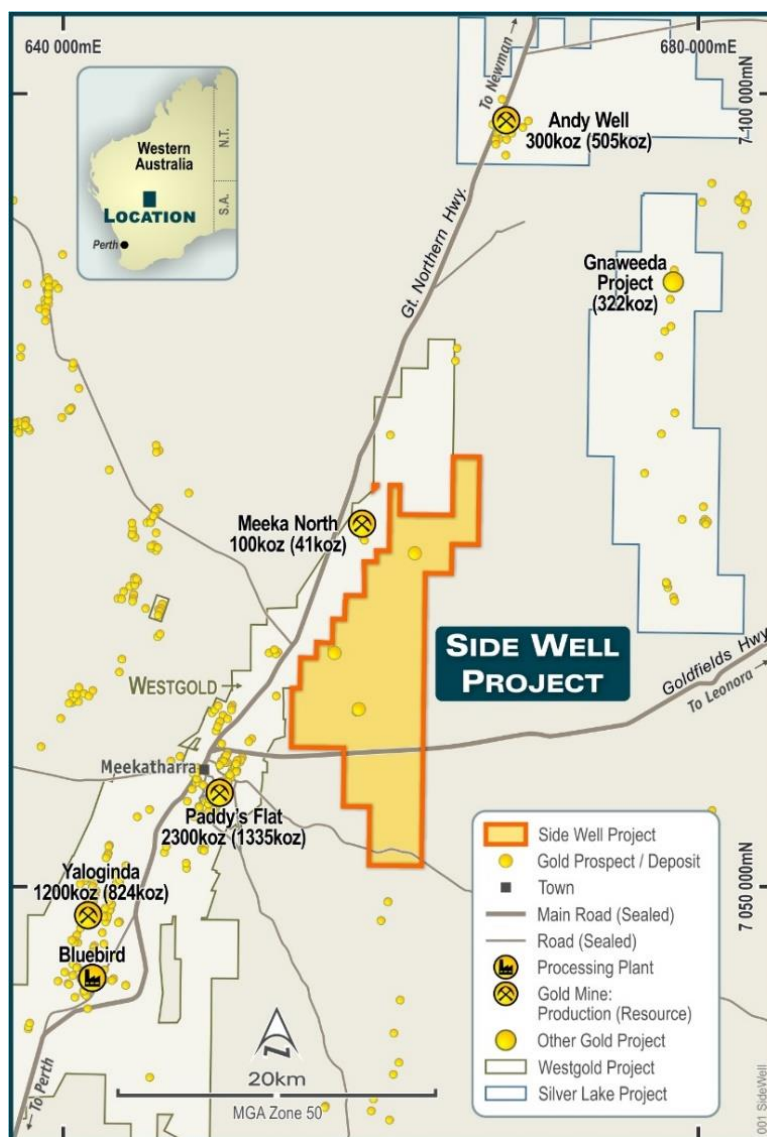 640 000mE
680 000mE
To Newman
7 100 000mN
Western
Australia
N.T.
S.A.
LOCATION
Perth
Andy Well
300koz (505koz)
Gt. Northern Hwy.
Gnaweeda
Project
(322koz)
Meeka North
100koz (41koz)
SIDE WELL
PROJECT
Goldfields Hwy
To Leonora
WESTGOLD
Meekatharra
Paddy's Flat
2300koz (1335koz)
Yaloginda
1200koz (824koz)
Bluebird
7 050 000mN
Side Well Project
Gold Prospect / Deposit
Town
Main Road (Sealed)
Road (Sealed)
Processing Plant
Gold Mine:
Production (Resource)
Other Gold Project
Westgold Project
Silver Lake Project
N
20km
MGA Zone 50
To Perth
001 SideWell